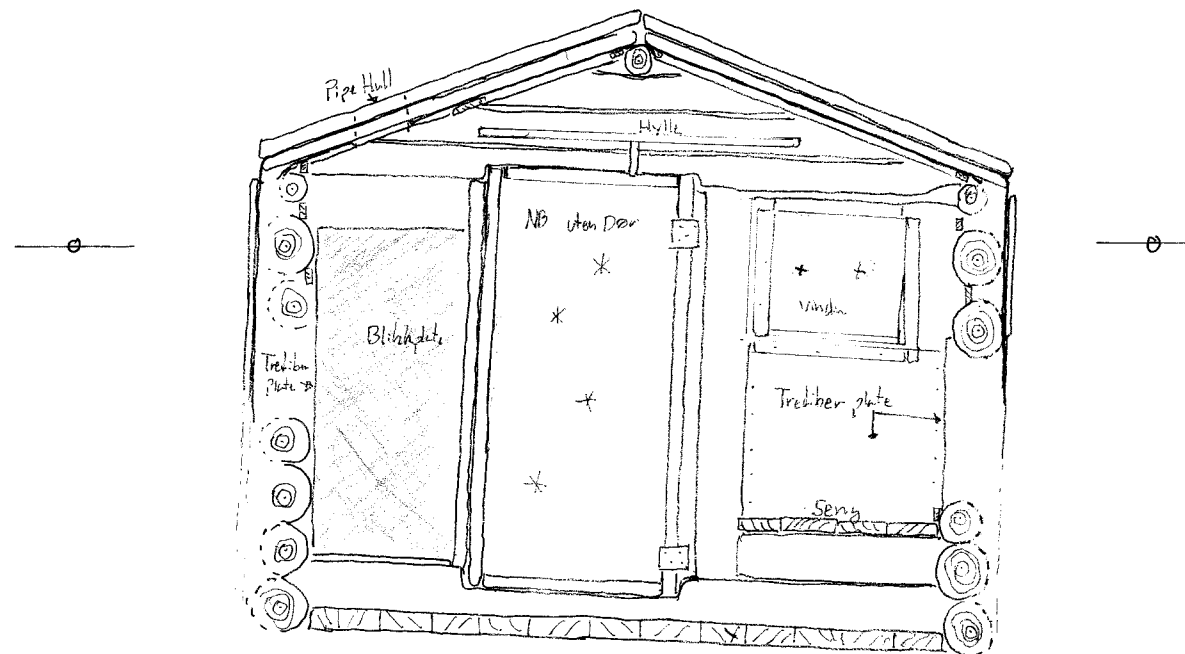 Pipe Hull
Hylle
NB uten Dør
Blikkplate
Vindu
Trefiber
plate
Trefiber plate
Seng